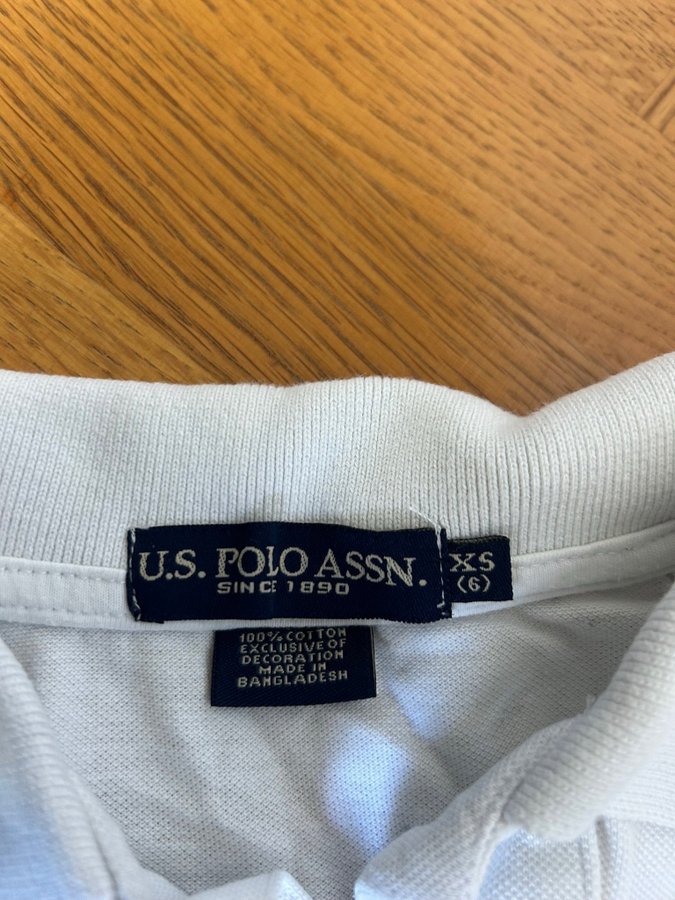 U.S. POLO ASSN.
SINCE 1890
XS
(6)
100% COTTON
EXCLUSIVE OF
DECORATION
MADE IN
BANGLADESH